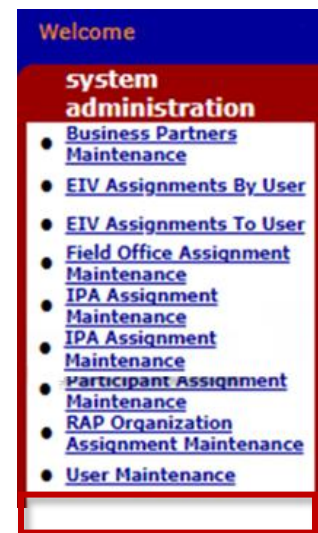 Welcome
system
administration
Business Partners
Maintenance
EIV Assignments By User
EIV Assignments To User
Field Office Assignment
Maintenance
IPA Assignment
Maintenance
IPA Assignment
Maintenance
Participant Assignment
Maintenance
RAP Organization
Assignment Maintenance
User Maintenance